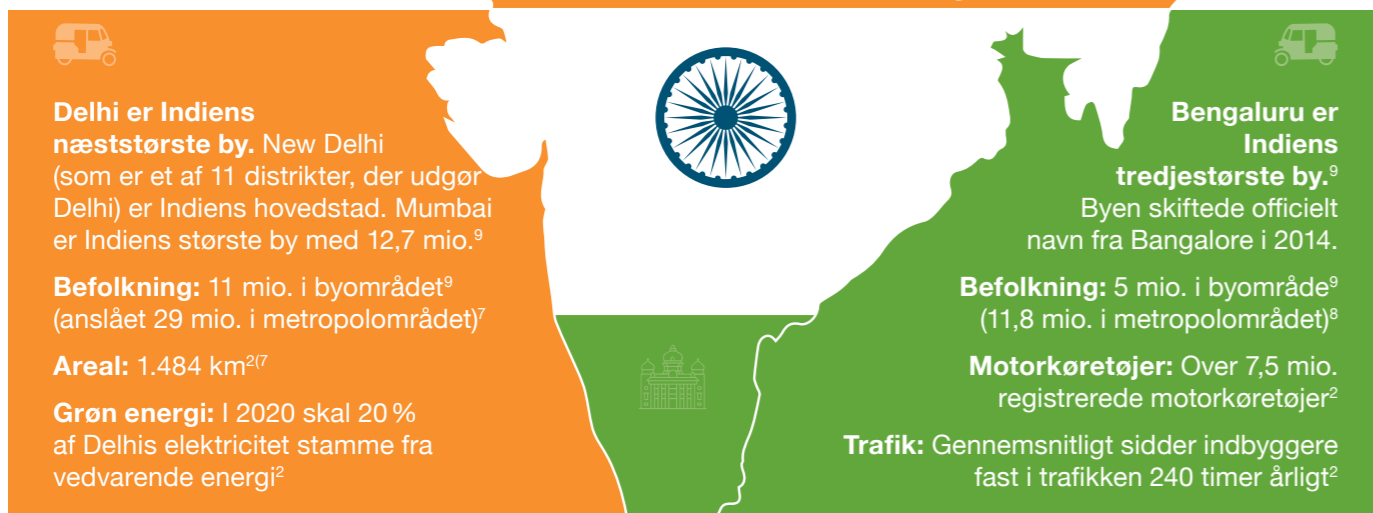 Delhi er Indiens
næststørste by. New Delhi
(som er et af 11 distrikter, der udgør
Delhi) er Indiens hovedstad. Mumbai
er Indiens største by med 12,7 mio.⁹
Befolkning: 11 mio. i byområdet⁹
(anslået 29 mio. i metropolområdet)⁷
Areal: 1.484 km²⁽⁷
Grøn energi: I 2020 skal 20 %
af Delhis elektricitet stamme fra
vedvarende energi²
Bengaluru er
Indiens
tredjestørste by.⁹
Byen skiftede officielt
navn fra Bangalore i 2014.
Befolkning: 5 mio. i byområde⁹
(11,8 mio. i metropolområdet)⁸
Motorkøretøjer: Over 7,5 mio.
registrerede motorkøretøjer²
Trafik: Gennemsnitligt sidder indbyggere
fast i trafikken 240 timer årligt²